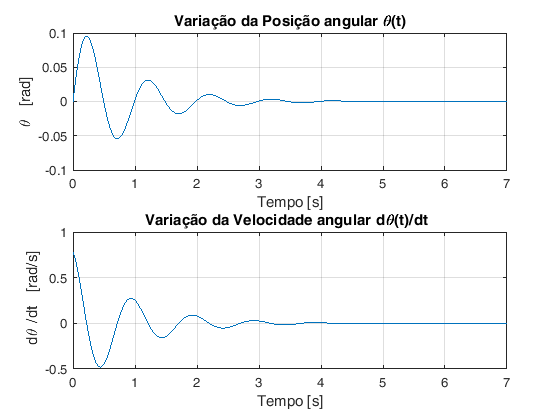 Variação da Posição angular θ(t)
0.1
0.05
0
-0.05
-0.1
θ [rad]
0 1 2 3 4 5 6 7
Tempo [s]
Variação da Velocidade angular dθ(t)/dt
1
0.5
0
-0.5
dθ /dt [rad/s]
0 1 2 3 4 5 6 7
Tempo [s]